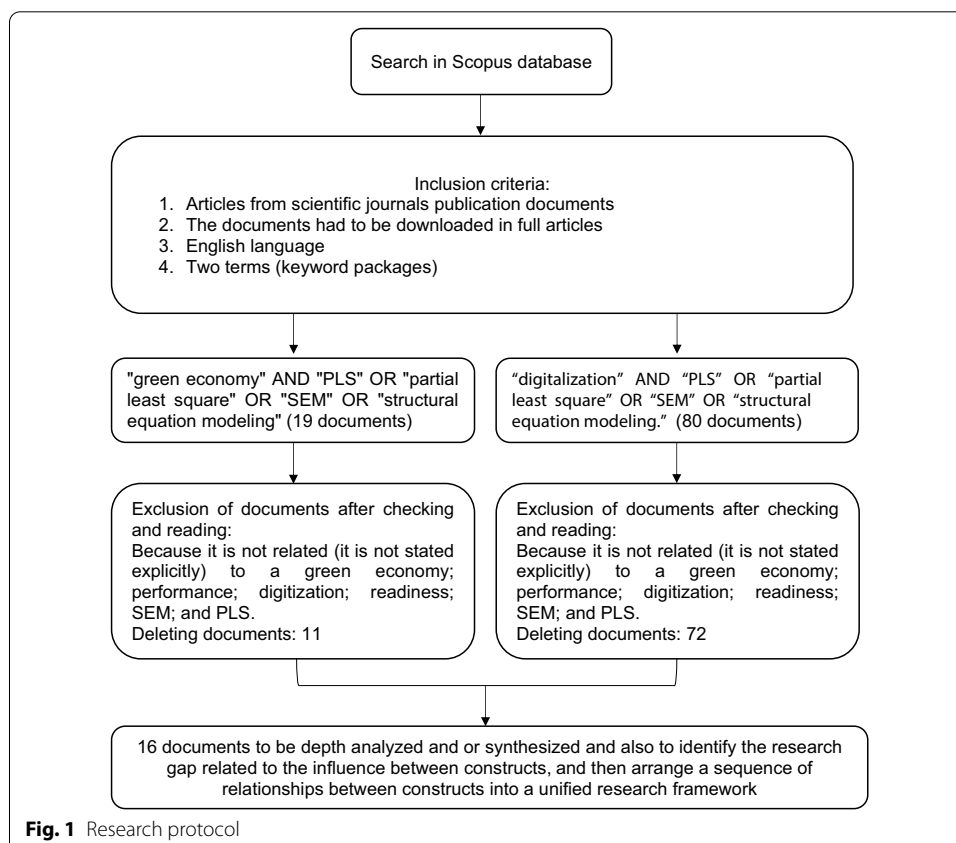 Search in Scopus database
Inclusion criteria:
1. Articles from scientific journals publication documents
2. The documents had to be downloaded in full articles
3. English language
4. Two terms (keyword packages)
"green economy" AND "PLS" OR "partial
least square" OR "SEM" OR "structural
equation modeling" (19 documents)
“digitalization” AND “PLS” OR “partial
least square” OR “SEM” OR “structural
equation modeling.” (80 documents)
Exclusion of documents after checking
and reading:
Because it is not related (it is not stated
explicitly) to a green economy;
performance; digitization; readiness;
SEM; and PLS.
Deleting documents: 11
Exclusion of documents after checking
and reading:
Because it is not related (it is not stated
explicitly) to a green economy;
performance; digitization; readiness;
SEM; and PLS.
Deleting documents: 72
16 documents to be depth analyzed and or synthesized and also to identify the research
gap related to the influence between constructs, and then arrange a sequence of
relationships between constructs into a unified research framework
Fig. 1 Research protocol